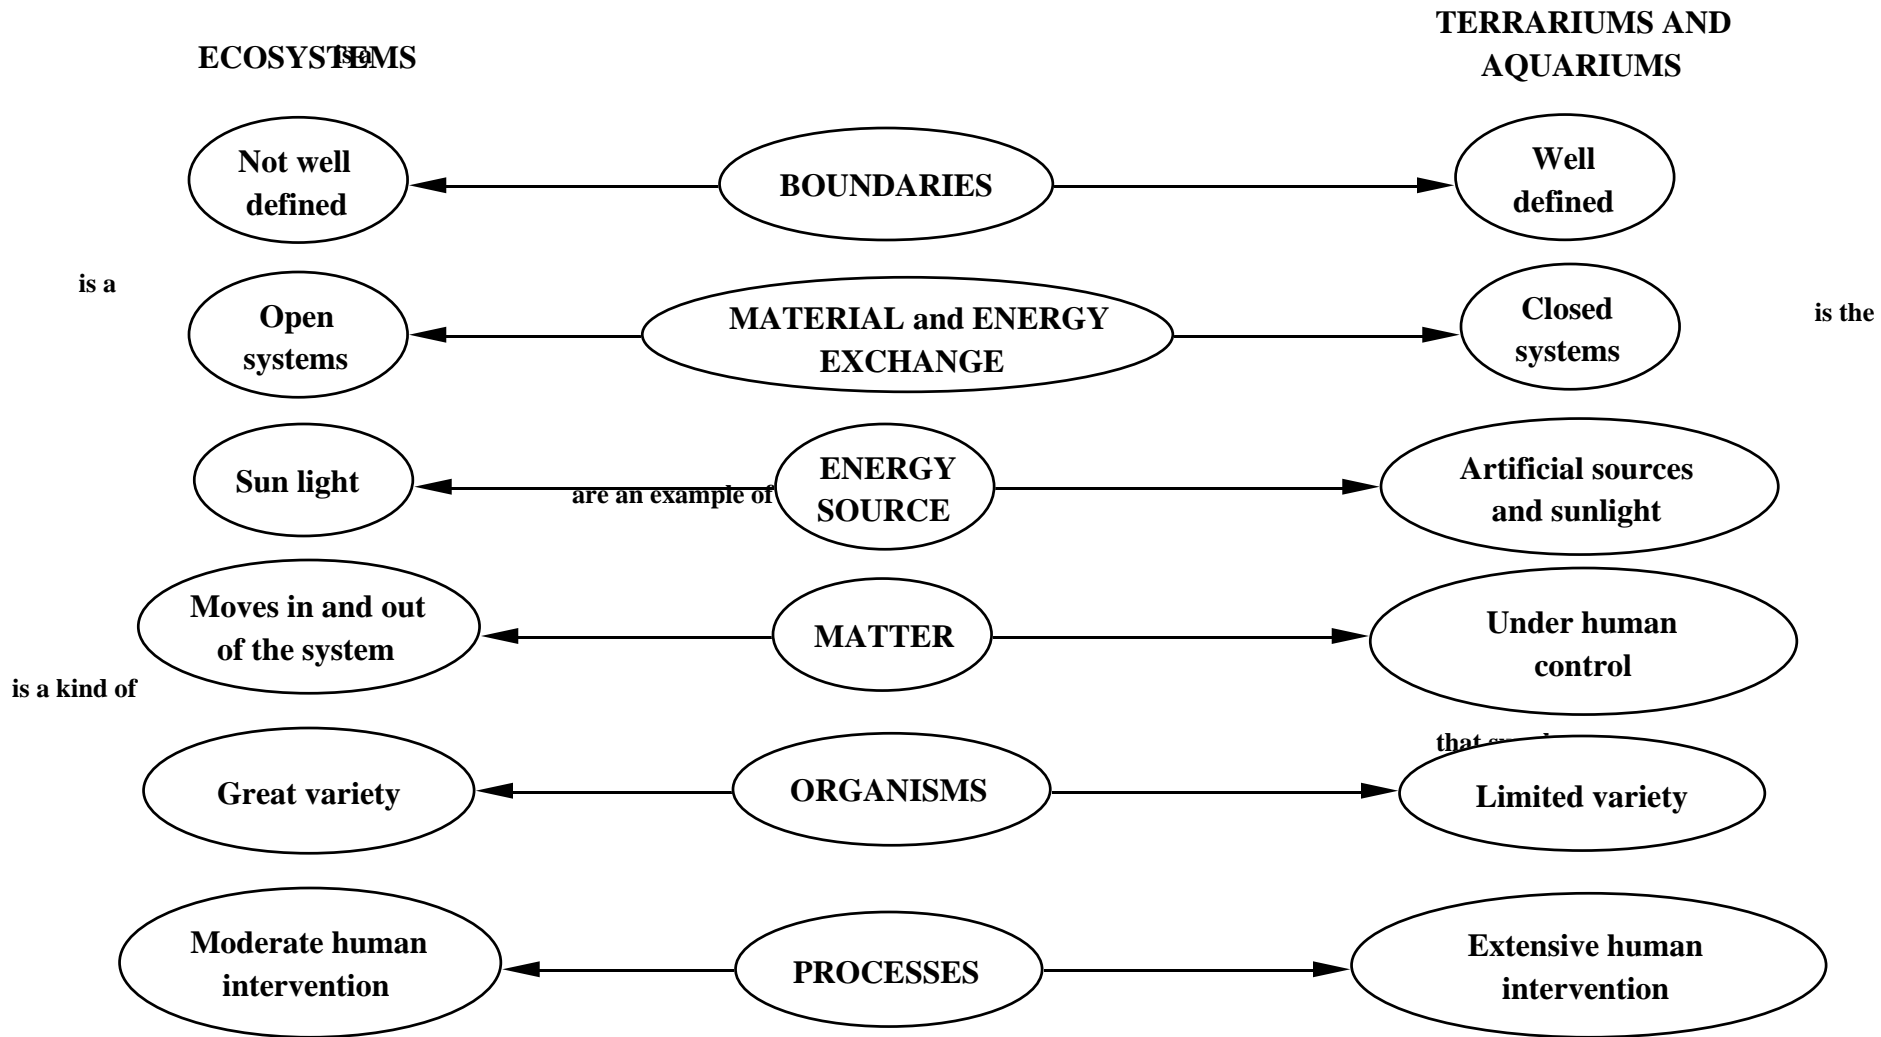 TERRARIUMS AND
AQUARIUMS
ECOSYSTEMS
is a
Not well
defined
BOUNDARIES
Well
defined
is a
Open
systems
MATERIAL and ENERGY
EXCHANGE
Closed
systems
is the
Sun light
are an example of
ENERGY
SOURCE
Artificial sources
and sunlight
Moves in and out
of the system
MATTER
Under human
control
is a kind of
that
Great variety
ORGANISMS
Limited variety
Moderate human
intervention
PROCESSES
Extensive human
intervention